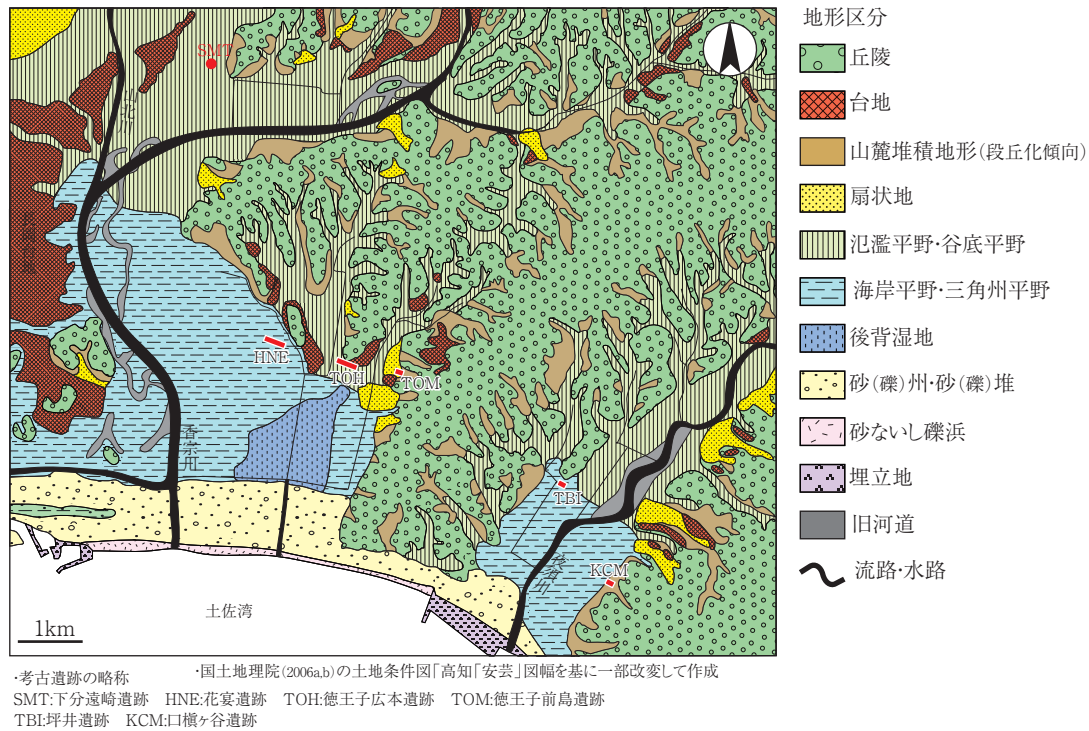 地形区分
丘陵
台地
山麓堆積地形(段丘化傾向)
扇状地
氾濫平野・谷底平野
海岸平野・三角州平野
後背湿地
砂(礫)州・砂(礫)堆
砂ないし礫浜
埋立地
旧河道
流路・水路
SMT
HNE
TOH
TOM
TBI
KCM
香宗川
土佐湾
1km
・考古遺跡の略称
・国土地理院(2006a,b)の土地条件図「高知「安芸」図幅を基に一部改変して作成
SMT:下分遠崎遺跡 HNE:花宴遺跡 TOH:徳王子広本遺跡 TOM:徳王子前島遺跡
TBI:坪井遺跡 KCM:口槇ヶ谷遺跡